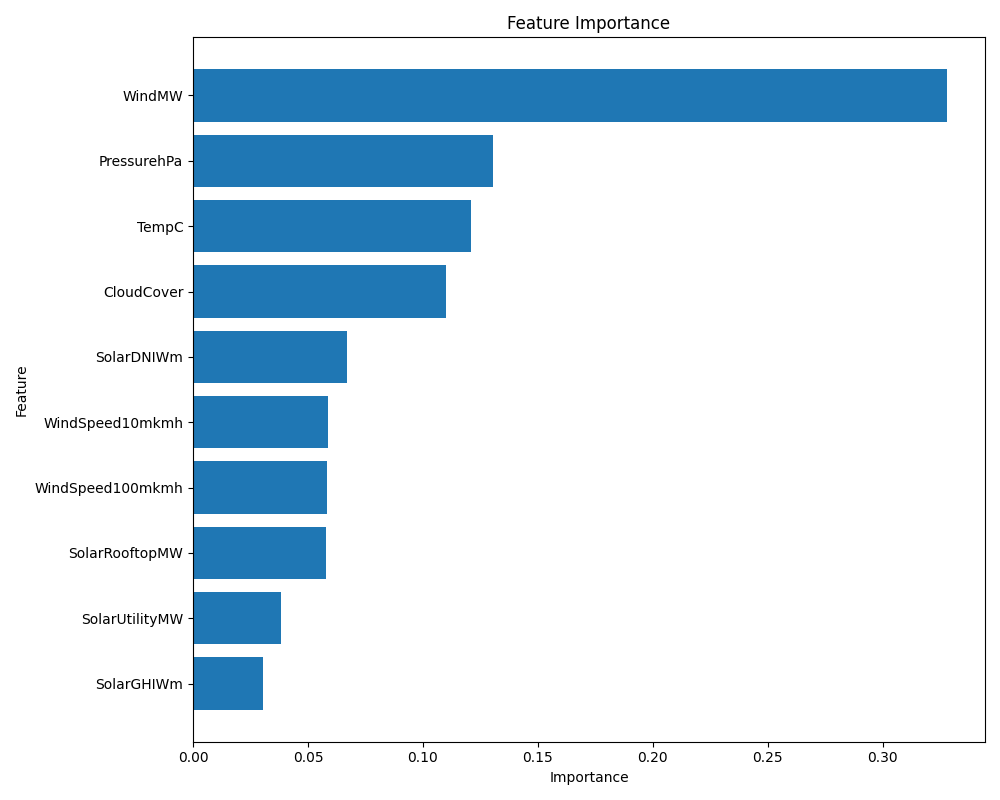 Feature Importance
WindMW
PressurehPa
TempC
CloudCover
SolarDNIWm
WindSpeed10mkmh
WindSpeed100mkmh
SolarRooftopMW
SolarUtilityMW
SolarGHIWm
Feature
0.00 0.05 0.10 0.15 0.20 0.25 0.30
Importance